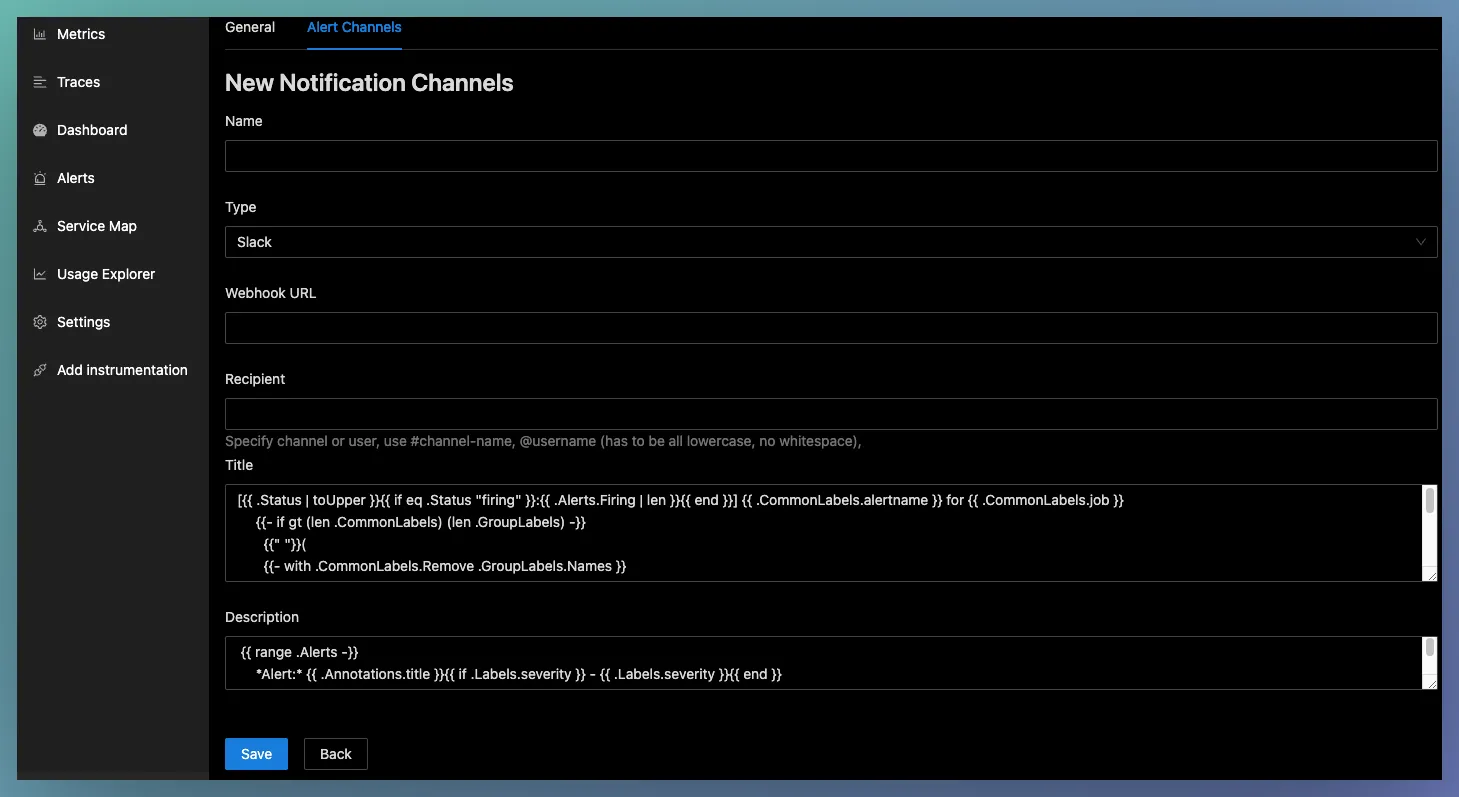 Metrics
Traces
Dashboard
Alerts
Service Map
Usage Explorer
Settings
Add instrumentation
General
Alert Channels
New Notification Channels
Name
Type
Slack
Webhook URL
Recipient
Specify channel or user, use #channel-name, @username (has to be all lowercase, no whitespace),
Title
[{{ .Status | toUpper }}{{ if eq .Status "firing" }}:{{ .Alerts.Firing | len }}{{ end }}] {{ .CommonLabels.alertname }} for {{ .CommonLabels.job }}
{{- if gt (len .CommonLabels) (len .GroupLabels) -}}
{{" "}}(
{{- with .CommonLabels.Remove .GroupLabels.Names }}
Description
{{ range .Alerts -}}
*Alert:* {{ .Annotations.title }}{{ if .Labels.severity }} - {{ .Labels.severity }}{{ end }}
Save
Back